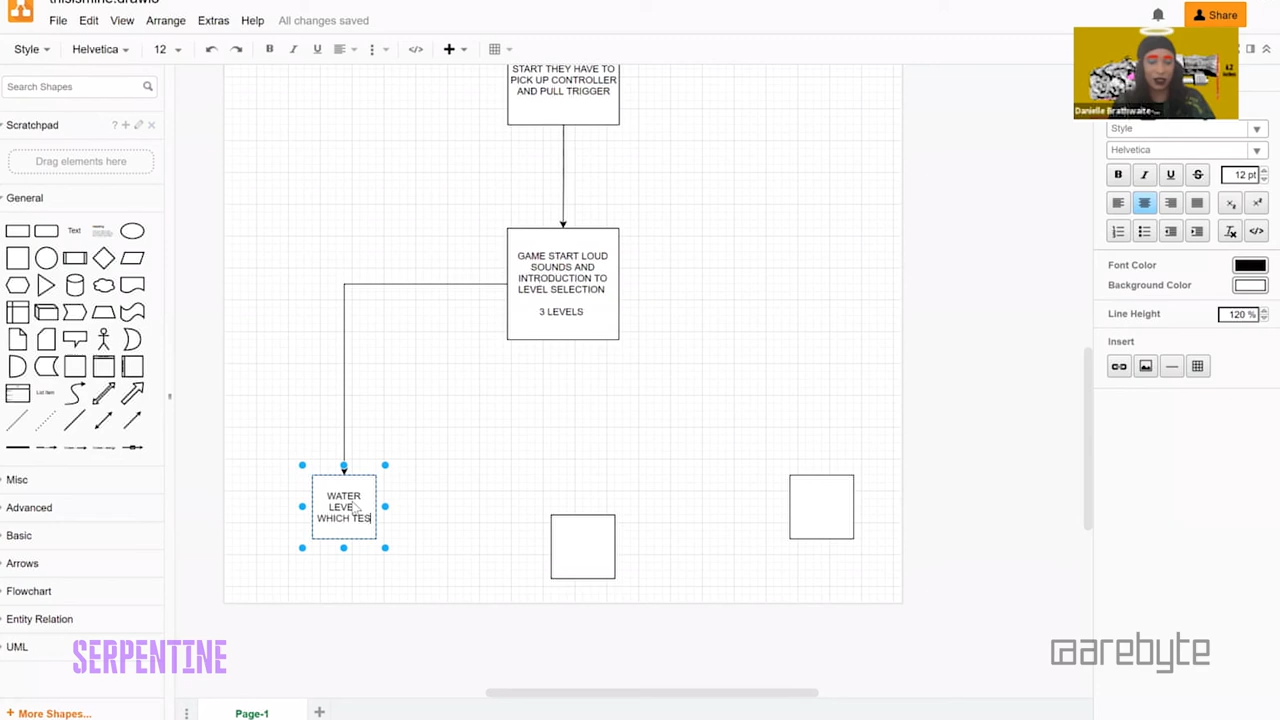 File Edit View Arrange Extras Help All changes saved
Share
Style Helvetica 12 B I U
Search Shapes
Scratchpad
Drag elements here
General
Text
Misc
Advanced
Basic
Arrows
Flowchart
Entity Relation
UML
+ More Shapes...
START THEY HAVE TO
PICK UP CONTROLLER
AND PULL TRIGGER
GAME START LOUD
SOUNDS AND
INTRODUCTION TO
LEVEL SELECTION
3 LEVELS
WATER
LEVEL
WHICH TES
Danielle Brathwaite-...
Style
Helvetica
B I U S 12 pt
Font Color
Background Color
Line Height 120 %
Insert
SERPENTINE
@arebyte
Page-1